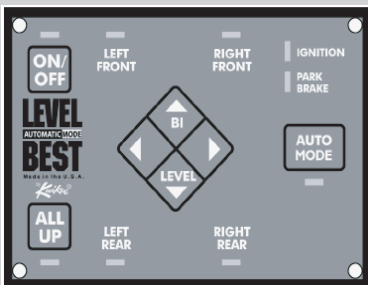 ON/
OFF
LEFT
FRONT
RIGHT
FRONT
IGNITION
PARK
BRAKE
LEVEL
AUTOMATIC MODE
BEST
Made in the U.S.A.
Kwikee
BI
LEVEL
AUTO
MODE
ALL
UP
LEFT
REAR
RIGHT
REAR